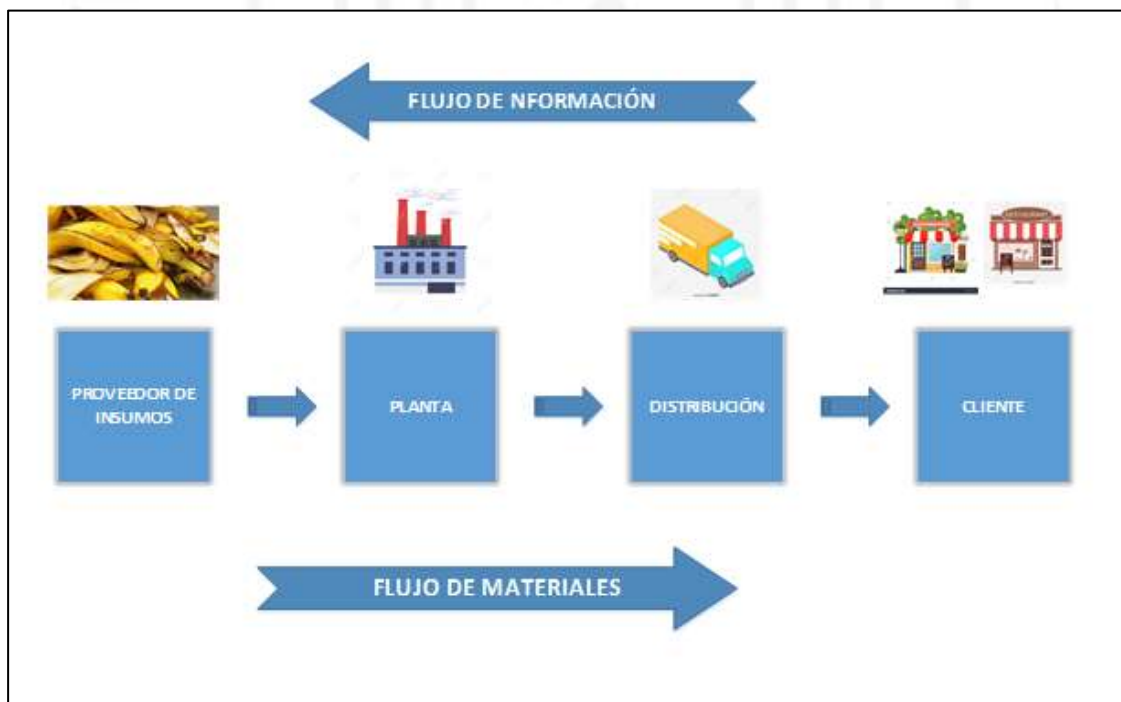 FLUJO DE NFORMACIÓN
PROVEEDOR DE
INSUMOS
PLANTA
DISTRIBUCIÓN
CLIENTE
FLUJO DE MATERIALES